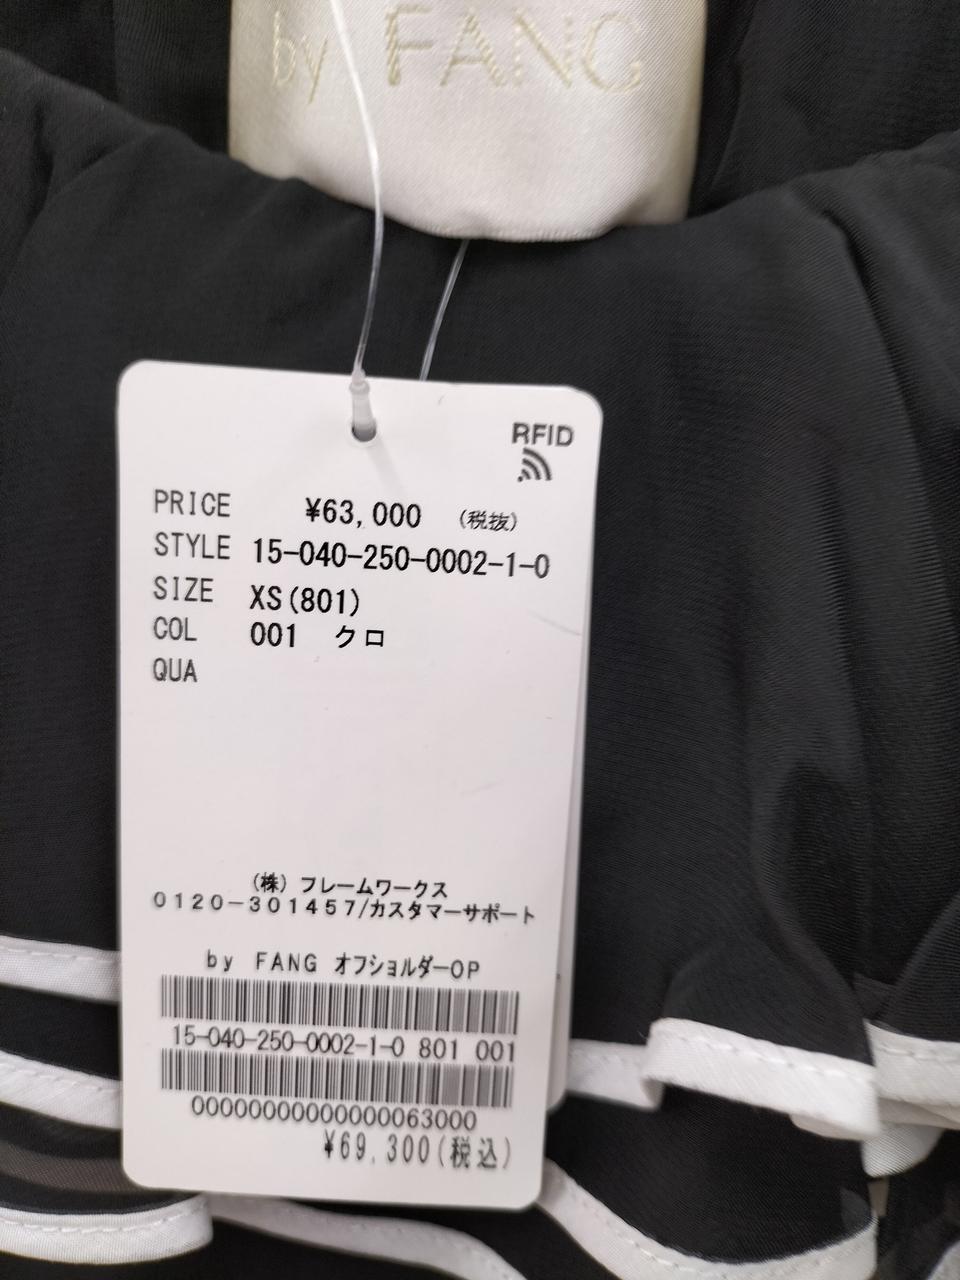 by FANG
RFID
PRICE ¥63,000 (税抜)
STYLE 15-040-250-0002-1-0
SIZE XS(801)
COL 001 クロ
QUA
(株) フレームワークス
0120-301457/カスタマーサポート
by FANG オフショルダーOP
15-040-250-0002-1-0 801 001
00000000000000063000
¥69,300(税込)